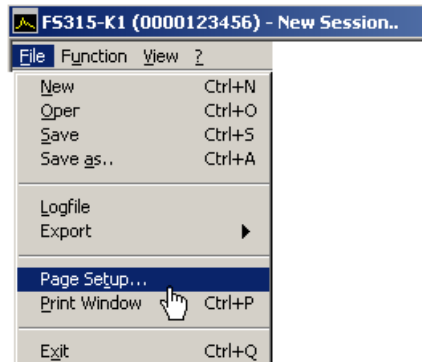 FS315-K1 (0000123456) - New Session..
File Function View ?
New Ctrl+N
Oper Ctrl+O
Save Ctrl+S
Save as.. Ctrl+A
Logfile
Export
Page Setup...
Print Window Ctrl+P
Exit Ctrl+Q